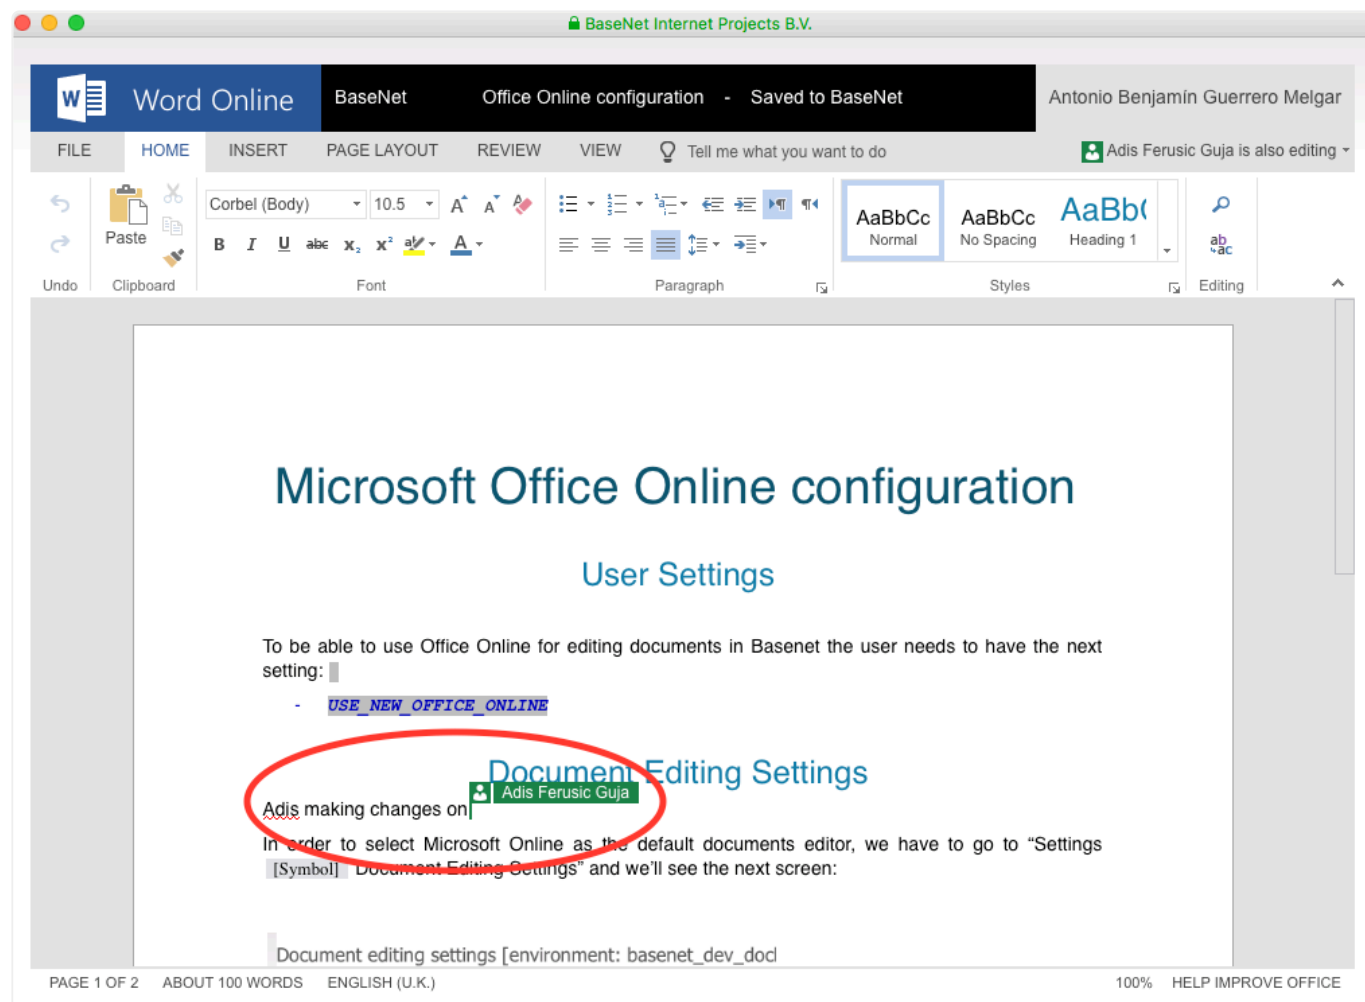 BaseNet Internet Projects B.V.
W Word Online BaseNet Office Online configuration - Saved to BaseNet Antonio Benjamín Guerrero Melgar
FILE HOME INSERT PAGE LAYOUT REVIEW VIEW Tell me what you want to do Adis Ferusic Guja is also editing
Corbel (Body) 10.5 A A
Paste B I U abc x₂ x² ab A
AaBbCc AaBbCc AaBb(
Normal No Spacing Heading 1 ab ac
Undo Clipboard Font Paragraph Styles Editing
Microsoft Office Online configuration
User Settings
To be able to use Office Online for editing documents in Basenet the user needs to have the next
setting:
- USE_NEW_OFFICE_ONLINE
Document Editing Settings
Adis Ferusic Guja
Adis making changes on
In order to select Microsoft Online as the default documents editor, we have to go to “Settings
[Symbol] Document Editing Settings” and we’ll see the next screen:
Document editing settings [environment: basenet_dev_docl
PAGE 1 OF 2 ABOUT 100 WORDS ENGLISH (U.K.) 100% HELP IMPROVE OFFICE